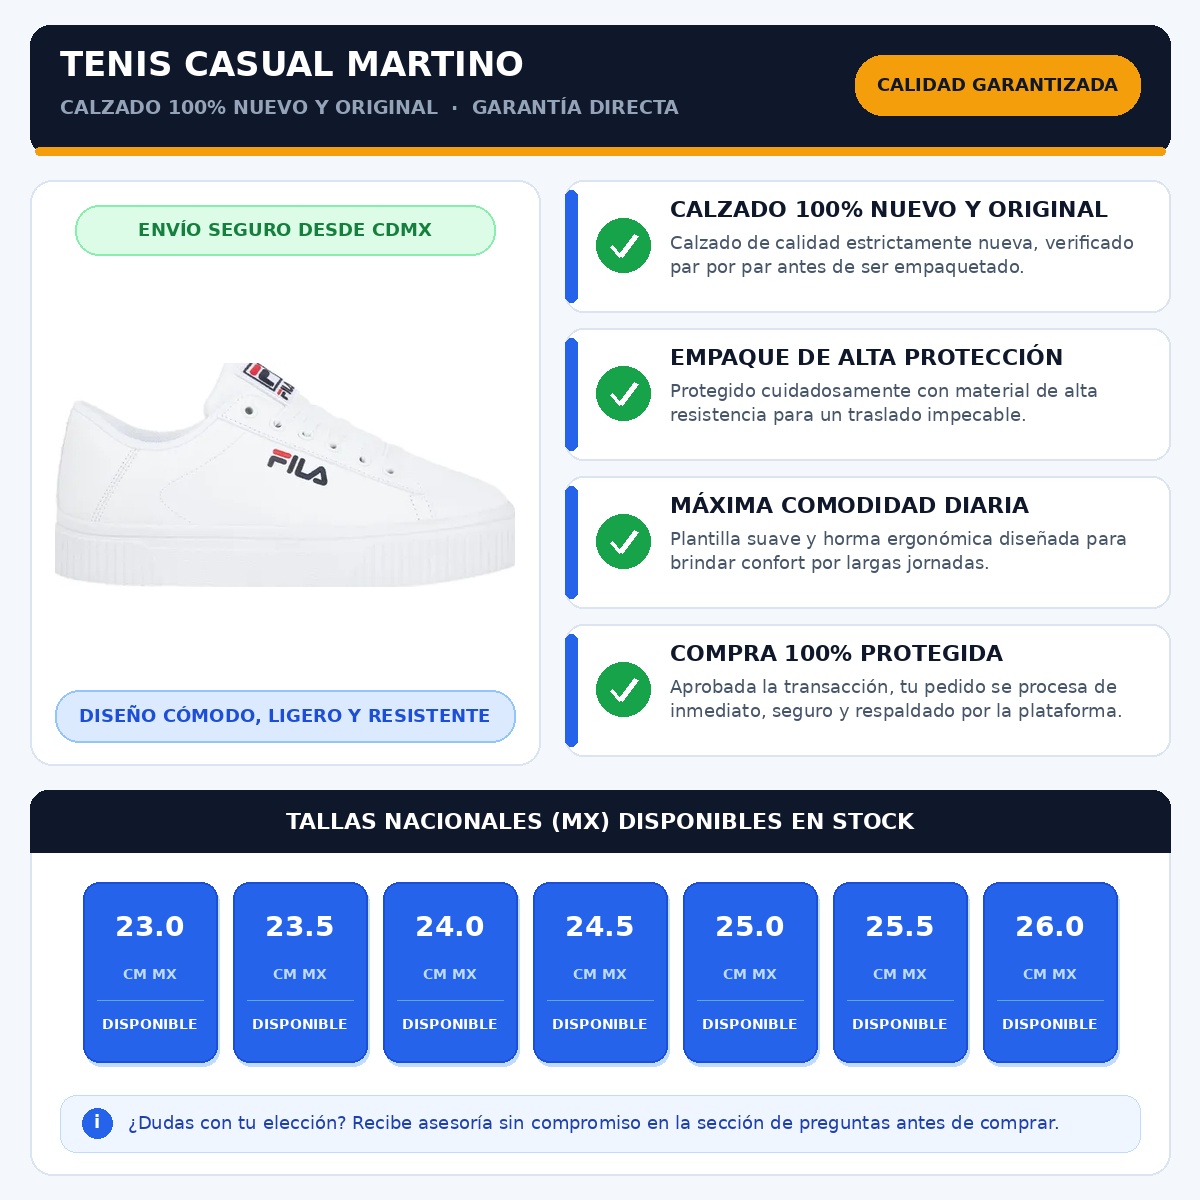 TENIS CASUAL MARTINO
CALZADO 100% NUEVO Y ORIGINAL · GARANTÍA DIRECTA
CALIDAD GARANTIZADA
ENVÍO SEGURO DESDE CDMX
FILA
DISEÑO CÓMODO, LIGERO Y RESISTENTE
CALZADO 100% NUEVO Y ORIGINAL
Calzado de calidad estrictamente nueva, verificado
par por par antes de ser empaquetado.
EMPAQUE DE ALTA PROTECCIÓN
Protegido cuidadosamente con material de alta
resistencia para un traslado impecable.
MÁXIMA COMODIDAD DIARIA
Plantilla suave y horma ergonómica diseñada para
brindar confort por largas jornadas.
COMPRA 100% PROTEGIDA
Aprobada la transacción, tu pedido se procesa de
inmediato, seguro y respaldado por la plataforma.
TALLAS NACIONALES (MX) DISPONIBLES EN STOCK
23.0
CM MX
DISPONIBLE
23.5
CM MX
DISPONIBLE
24.0
CM MX
DISPONIBLE
24.5
CM MX
DISPONIBLE
25.0
CM MX
DISPONIBLE
25.5
CM MX
DISPONIBLE
26.0
CM MX
DISPONIBLE
i
¿Dudas con tu elección? Recibe asesoría sin compromiso en la sección de preguntas antes de comprar.